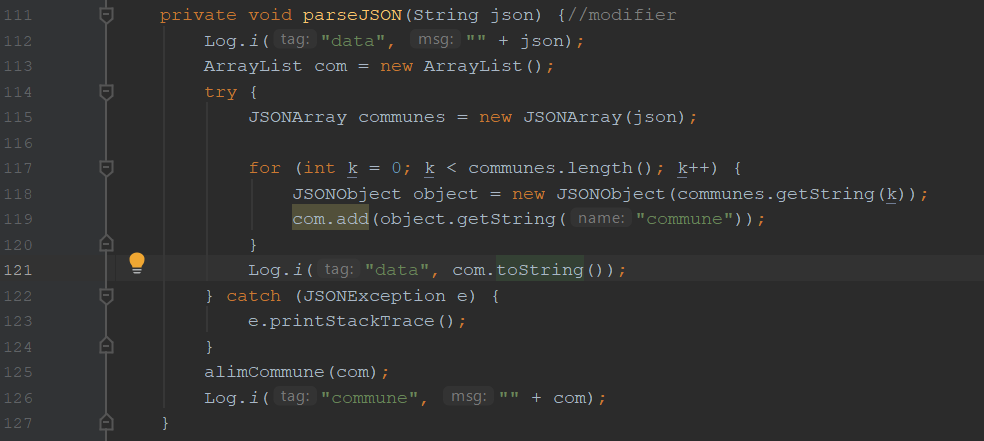 111 private void parseJSON(String json) {//modifier
112 Log.i( tag: "data", msg: "" + json);
113 ArrayList com = new ArrayList();
114 try {
115 JSONArray communes = new JSONArray(json);
116
117 for (int k = 0; k < communes.length(); k++) {
118 JSONObject object = new JSONObject(communes.getString(k));
119 com.add(object.getString( name: "commune"));
120 }
121 Log.i( tag: "data", com.toString());
122 } catch (JSONException e) {
123 e.printStackTrace();
124 }
125 alimCommune(com);
126 Log.i( tag: "commune", msg: "" + com);
127 }